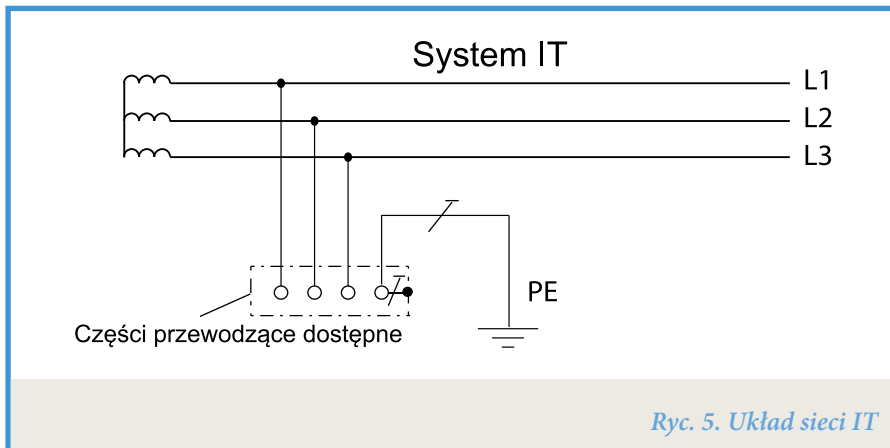 System IT
L1
L2
L3
PE
Części przewodzące dostępne
Ryc. 5. Układ sieci IT